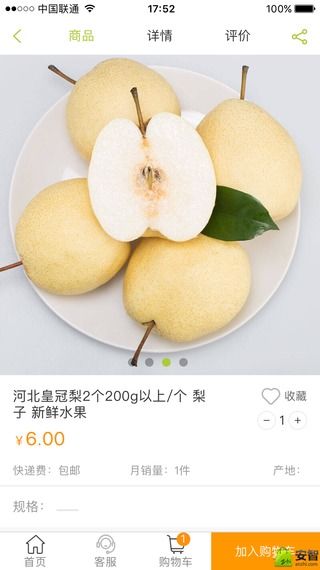 中国联通
17:52
100%
商品
详情
评价
河北皇冠梨2个200g以上/个 梨
子 新鲜水果
收藏
1
¥6.00
快递费：包邮
月销量：1件
产地：
规格：
1
首页
客服
购物车
加入购物车
安智
anzhi.com